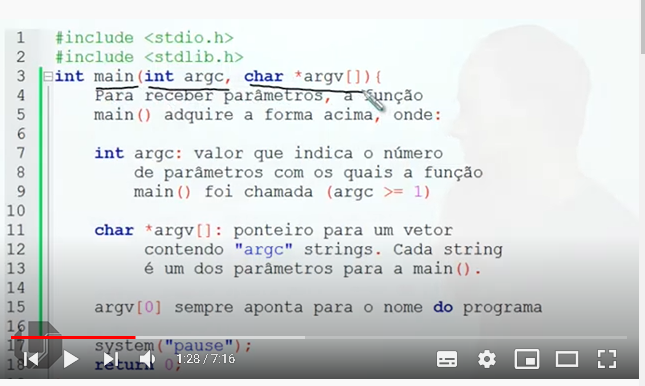 1 #include <stdio.h>
2 #include <stdlib.h>
3 int main(int argc, char *argv[]){
4 Para receber parâmetros, a função
5 main() adquire a forma acima, onde:
6
7 int argc: valor que indica o número
8 de parâmetros com os quais a função
9 main() foi chamada (argc >= 1)
10
11 char *argv[]: ponteiro para um vetor
12 contendo "argc" strings. Cada string
13 é um dos parâmetros para a main().
14
15 argv[0] sempre aponta para o nome do programa
16
17 system("pause");
18 return 0;
1:28 / 7:16